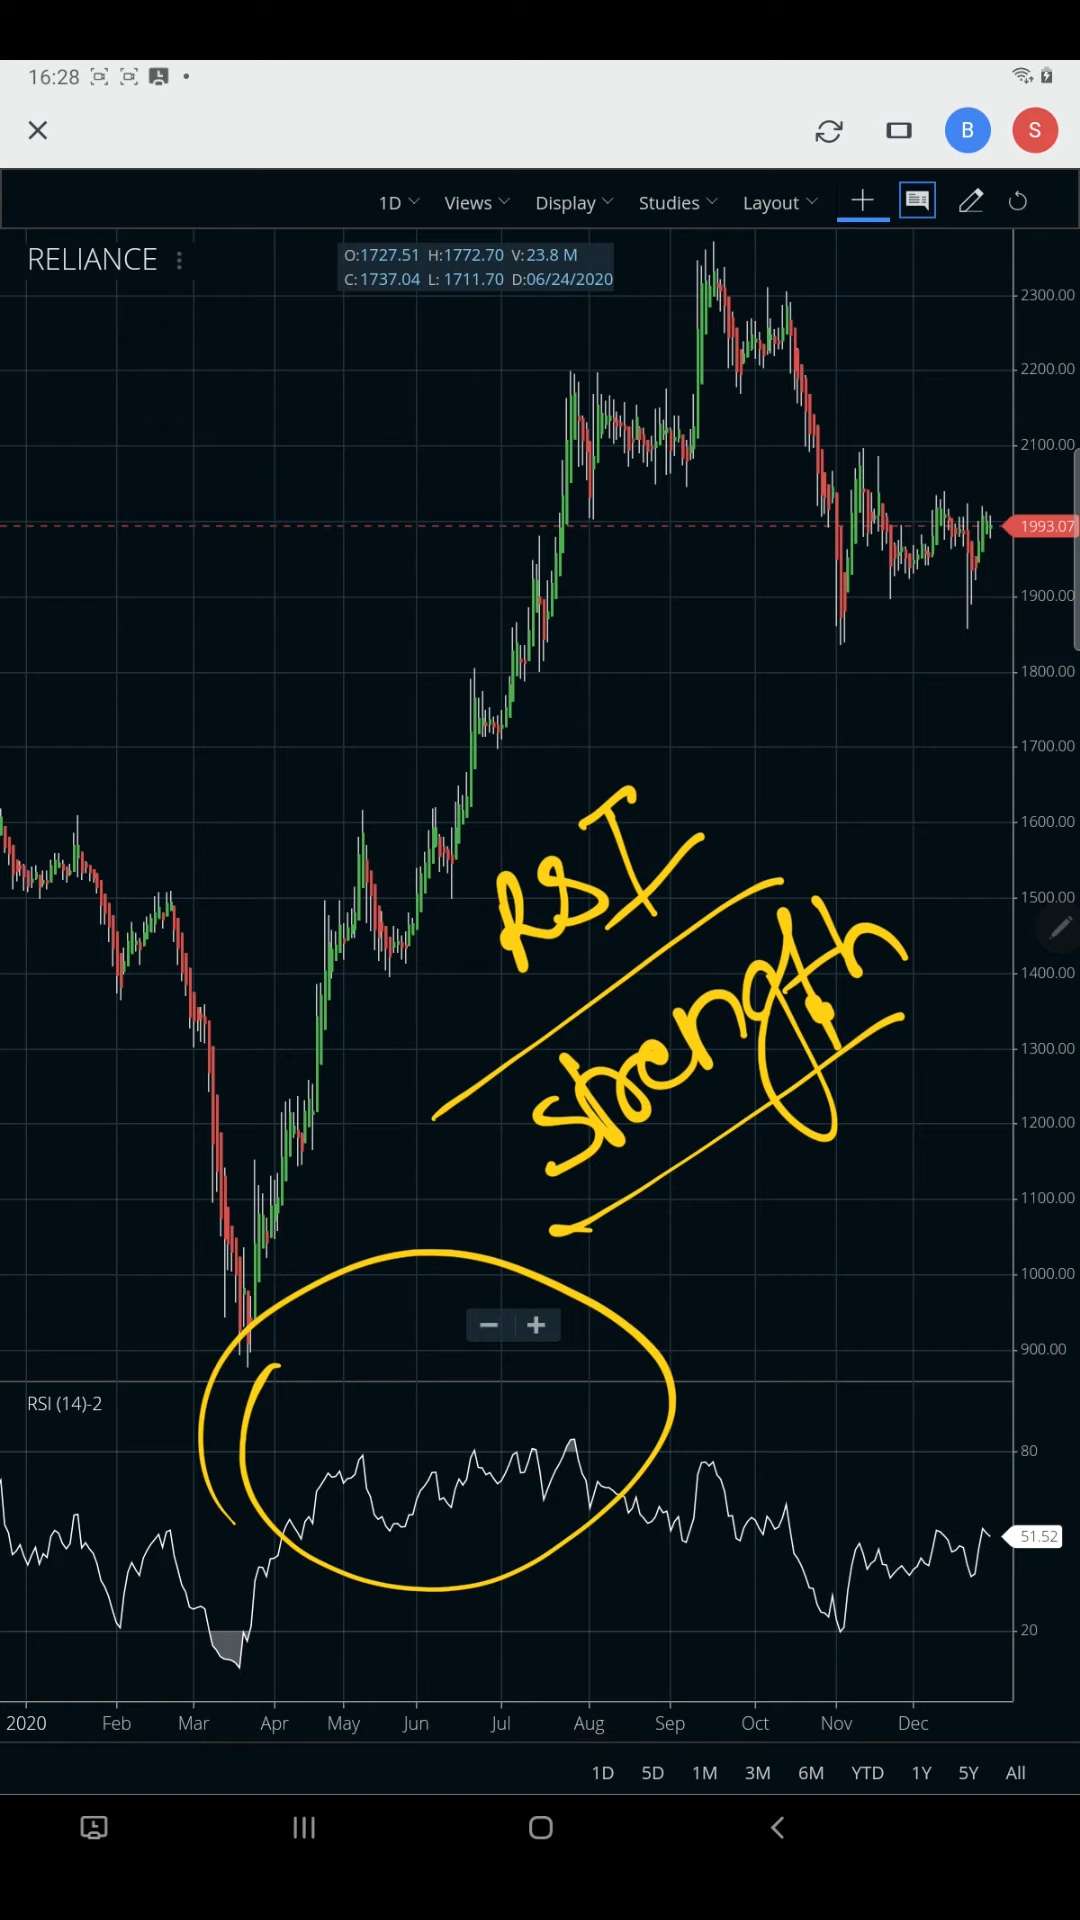 16:28
B S
1D Views Display Studies Layout
RELIANCE
O:1727.51 H:1772.70 V:23.8 M
C:1737.04 L: 1711.70 D:06/24/2020
2300.00
2200.00
2100.00
1993.07
1900.00
1800.00
1700.00
1600.00
1500.00
1400.00
1300.00
1200.00
1100.00
1000.00
900.00
RSI
strength
RSI (14)-2
80
51.52
20
2020 Feb Mar Apr May Jun Jul Aug Sep Oct Nov Dec
1D 5D 1M 3M 6M YTD 1Y 5Y All